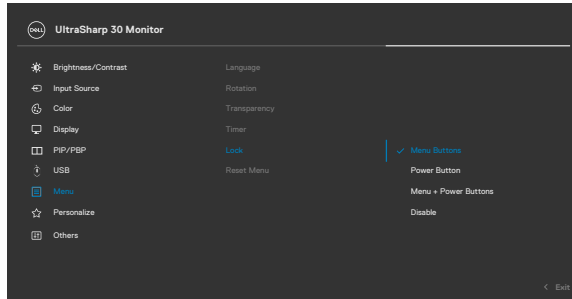 DELL UltraSharp 30 Monitor
Brightness/Contrast
Input Source
Color
Display
PIP/PBP
USB
Menu
Personalize
Others
Language
Rotation
Transparency
Timer
Lock
Reset Menu
Menu Buttons
Power Button
Menu + Power Buttons
Disable
Exit